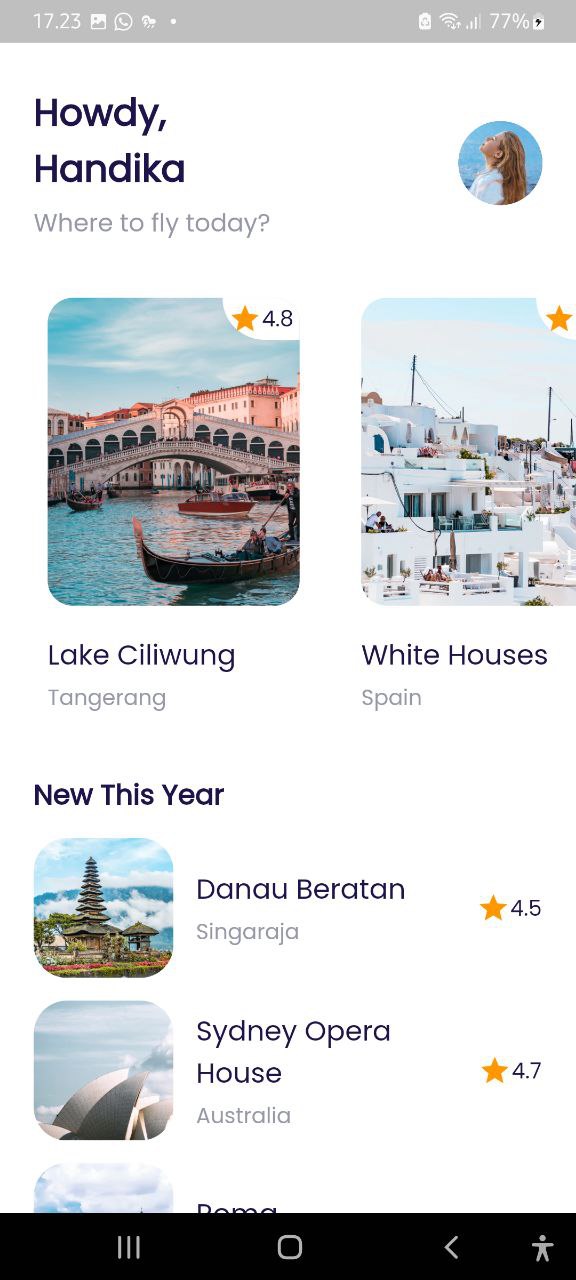 17.23
77%
Howdy,
Handika
Where to fly today?
4.8
Lake Ciliwung
Tangerang
White Houses
Spain
New This Year
Danau Beratan
Singaraja
4.5
Sydney Opera
House
Australia
4.7